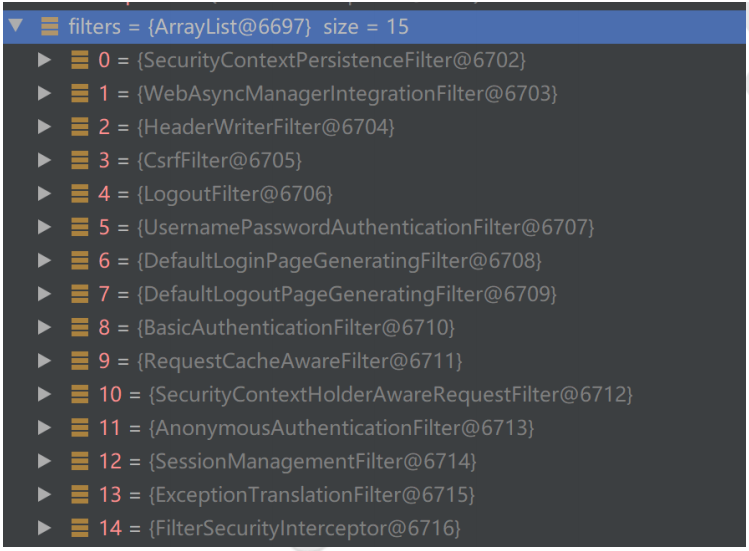 filters = {ArrayList@6697} size = 15
0 = {SecurityContextPersistenceFilter@6702}
1 = {WebAsyncManagerIntegrationFilter@6703}
2 = {HeaderWriterFilter@6704}
3 = {CsrfFilter@6705}
4 = {LogoutFilter@6706}
5 = {UsernamePasswordAuthenticationFilter@6707}
6 = {DefaultLoginPageGeneratingFilter@6708}
7 = {DefaultLogoutPageGeneratingFilter@6709}
8 = {BasicAuthenticationFilter@6710}
9 = {RequestCacheAwareFilter@6711}
10 = {SecurityContextHolderAwareRequestFilter@6712}
11 = {AnonymousAuthenticationFilter@6713}
12 = {SessionManagementFilter@6714}
13 = {ExceptionTranslationFilter@6715}
14 = {FilterSecurityInterceptor@6716}